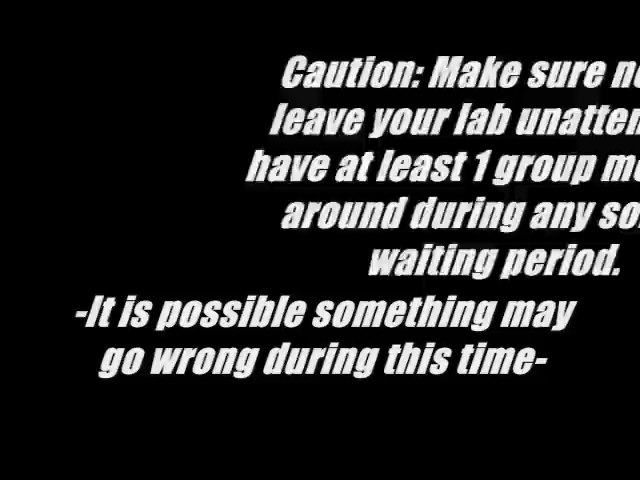 Caution: Make sure
leave your lab
have at least 1 group
around during any
waiting period.
-It is possible something may
go wrong during this time-